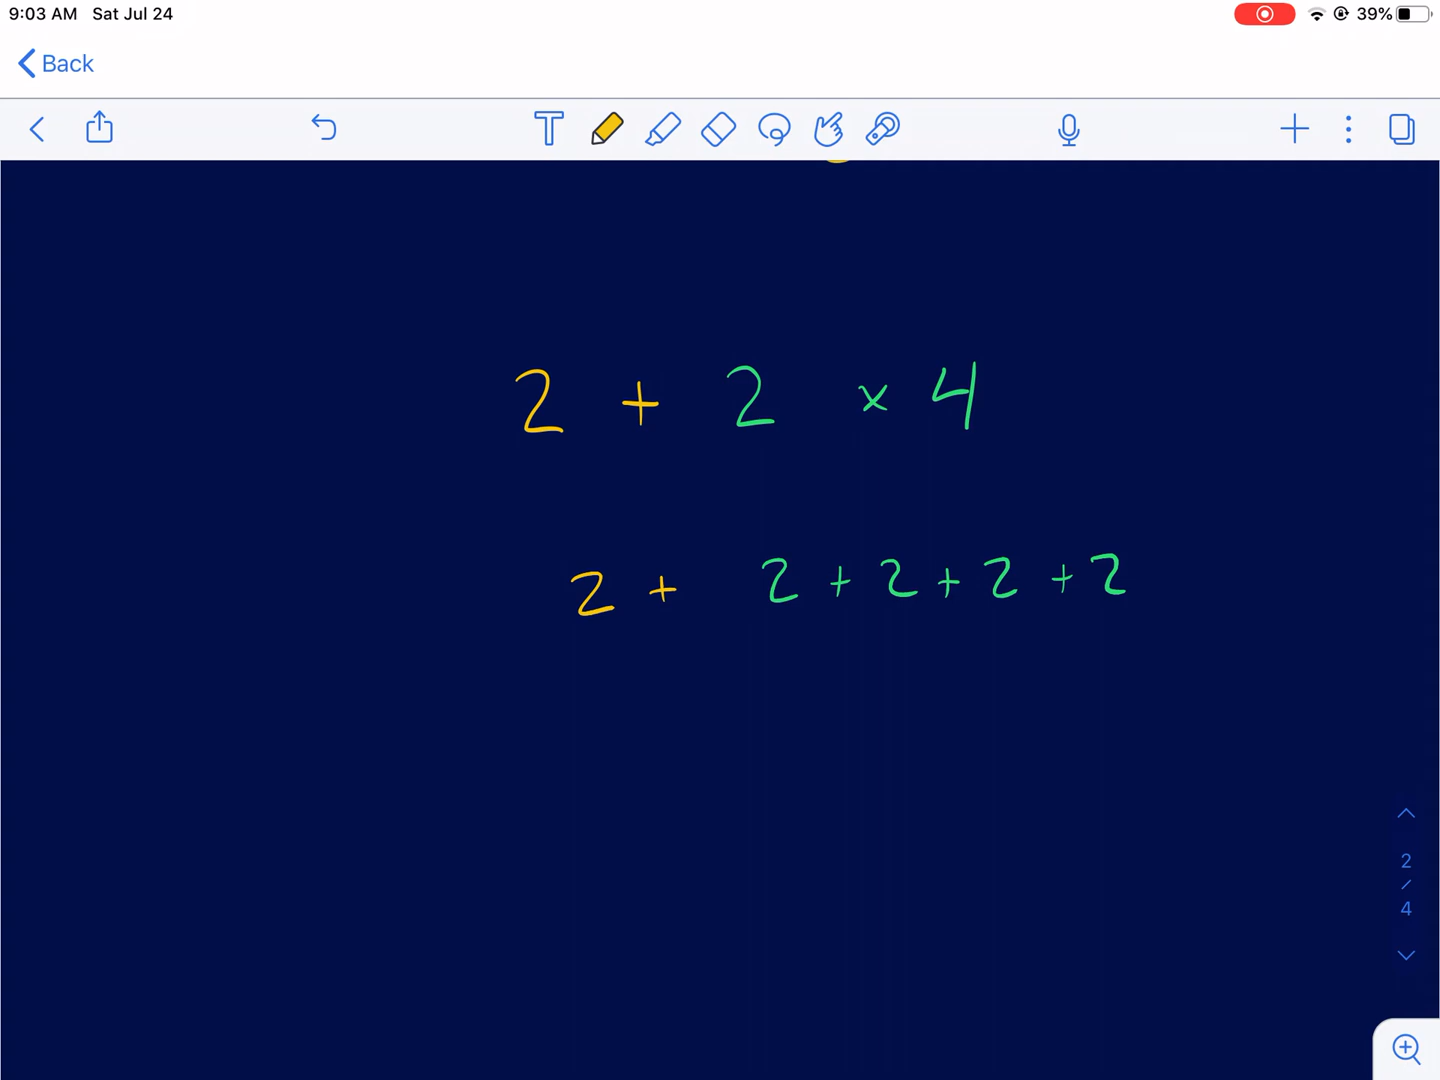 9:03 AM Sat Jul 24 39%
Back
2 + 2 × 4
2 + 2 + 2 + 2 + 2
2
/
4